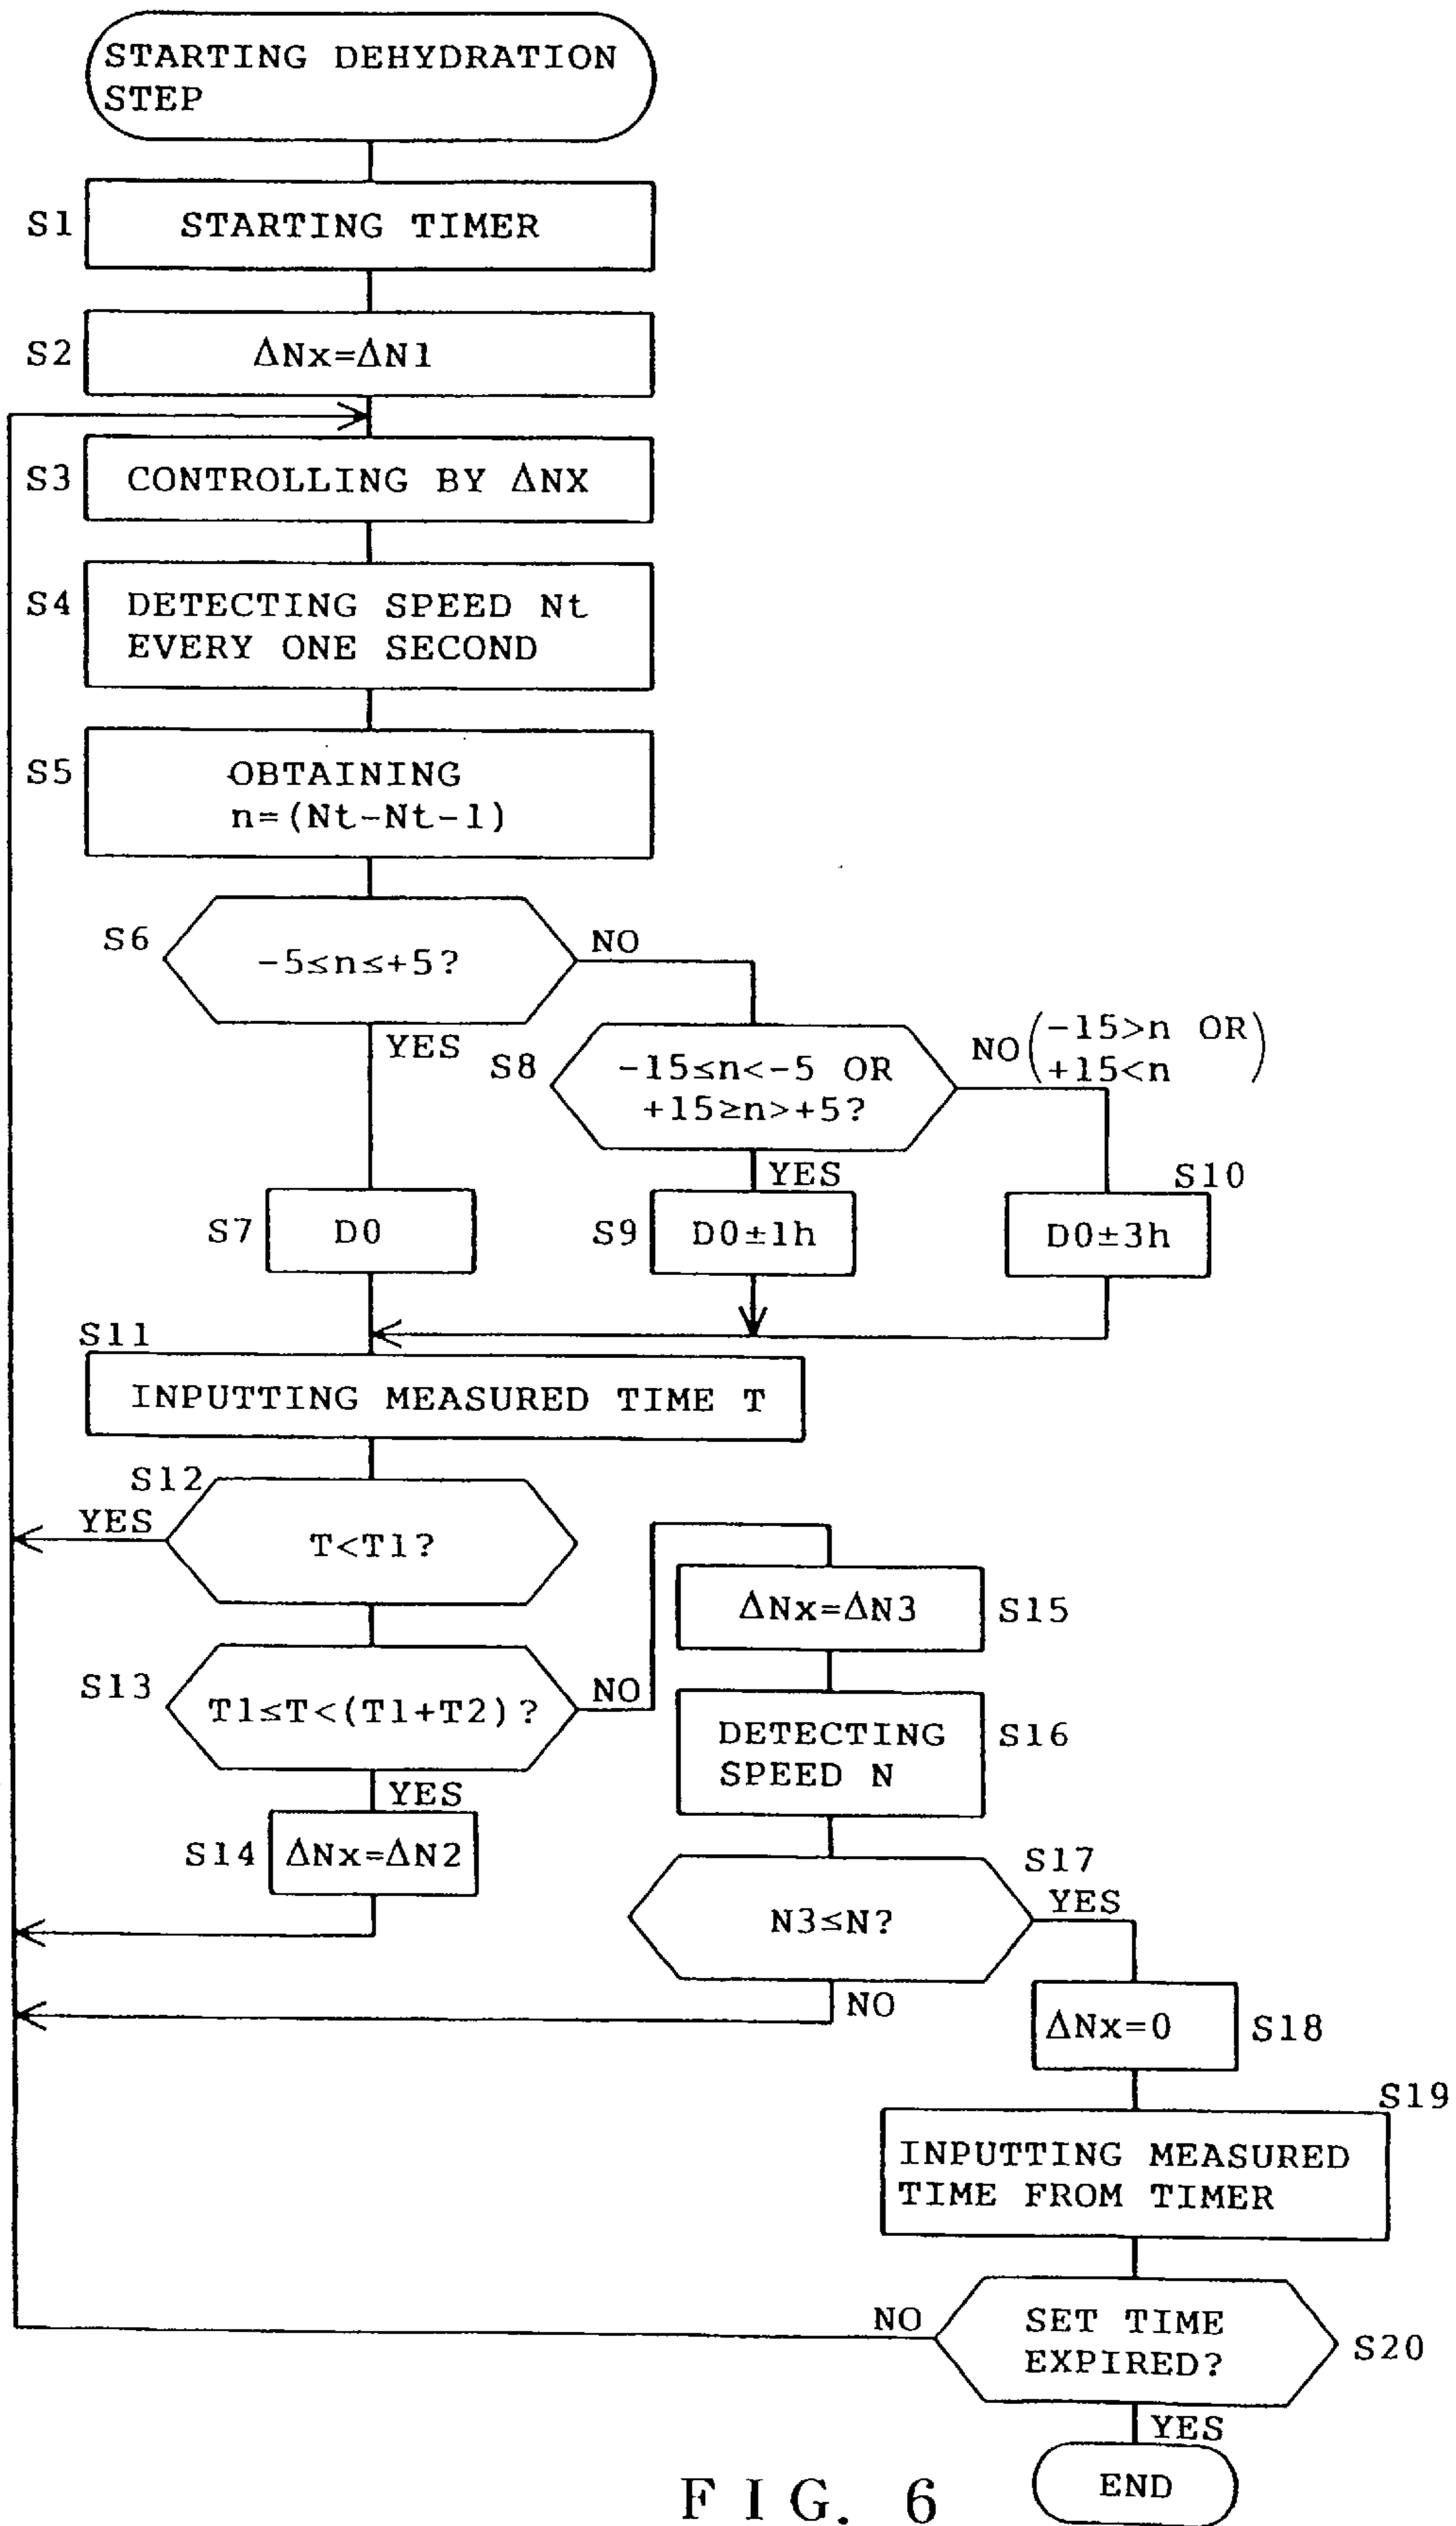 STARTING DEHYDRATION
STEP
S1
STARTING TIMER
S2
ΔNx=ΔN1
S3
CONTROLLING BY ΔNX
S4
DETECTING SPEED Nt
EVERY ONE SECOND
S5
OBTAINING
n=(Nt-Nt-1)
S6
-5≤n≤+5?
NO
YES
S8
-15≤n<-5 OR
+15≥n>+5?
NO (-15>n OR
+15<n)
YES
S7
D0
S9
D0±1h
S10
D0±3h
S11
INPUTTING MEASURED TIME T
S12
YES
T<T1?
S13
T1≤T<(T1+T2)?
NO
YES
S14
ΔNx=ΔN2
ΔNx=ΔN3
S15
DETECTING
SPEED N
S16
S17
N3≤N?
YES
NO
ΔNx=0
S18
S19
INPUTTING MEASURED
TIME FROM TIMER
NO
SET TIME
EXPIRED?
S20
YES
END
FIG. 6